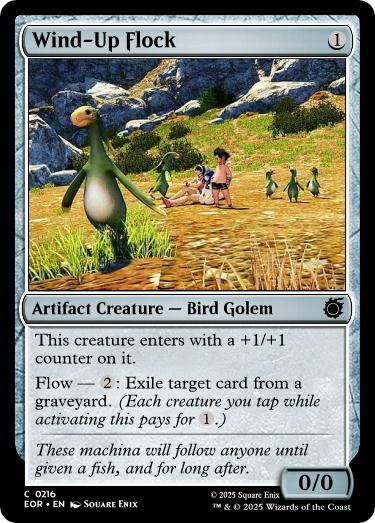 Wind-Up Flock 1
Artifact Creature — Bird Golem
This creature enters with a +1/+1
counter on it.
Flow — 2: Exile target card from a
graveyard. (Each creature you tap while
activating this pays for 1.)
These machina will follow anyone until
given a fish, and for long after.
0/0
C 0216
EOR • EN SQUARE ENIX
© 2025 Square Enix
™ & © 2025 Wizards of the Coast